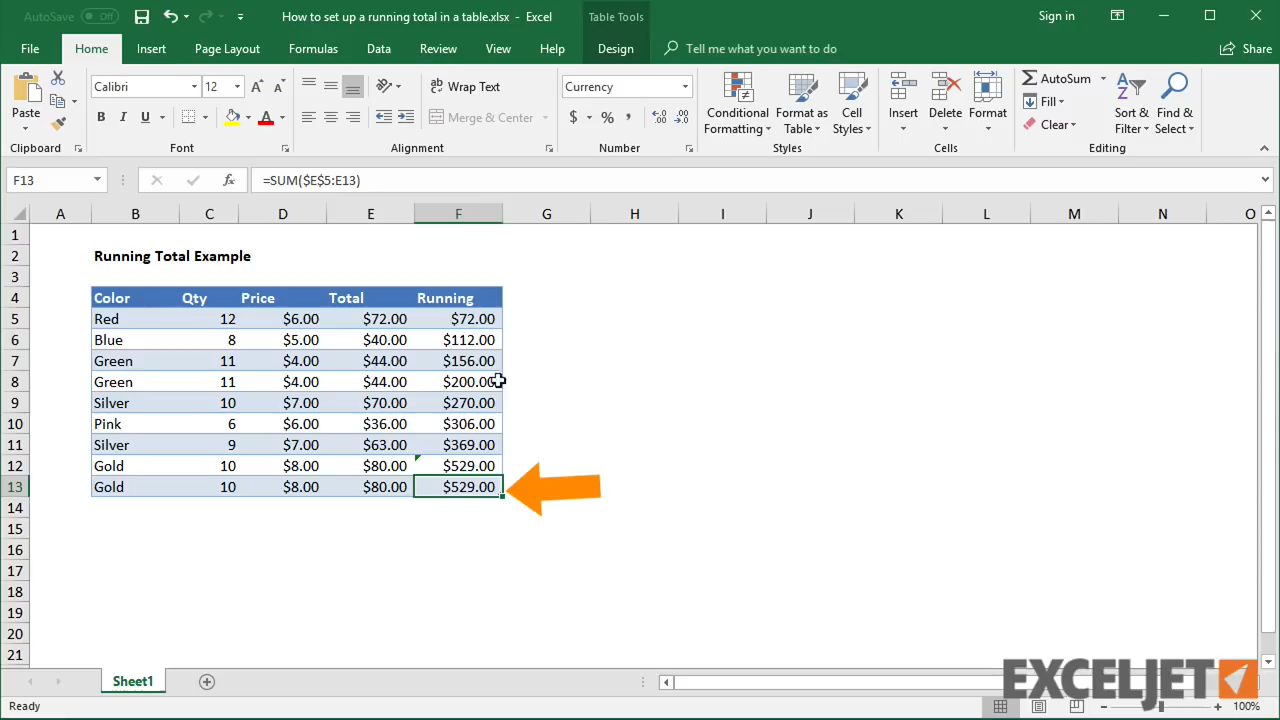 AutoSave Off How to set up a running total in a table.xlsx - Excel Table Tools Sign in
File Home Insert Page Layout Formulas Data Review View Help Design Tell me what you want to do Share
Paste Calibri 12 A A Wrap Text Currency Conditional Formatting Format as Table Cell Styles Insert Delete Format AutoSum Sort & Filter Find & Select
B I U A Merge & Center $ % , Fill
Clear
Clipboard Font Alignment Number Styles Cells Editing
F13 fx =SUM($E$5:E13)
A B C D E F G H I J K L M N O
1
2 Running Total Example
3
4 Color Qty Price Total Running
5 Red 12 $6.00 $72.00 $72.00
6 Blue 8 $5.00 $40.00 $112.00
7 Green 11 $4.00 $44.00 $156.00
8 Green 11 $4.00 $44.00 $200.00
9 Silver 10 $7.00 $70.00 $270.00
10 Pink 6 $6.00 $36.00 $306.00
11 Silver 9 $7.00 $63.00 $369.00
12 Gold 10 $8.00 $80.00 $529.00
13 Gold 10 $8.00 $80.00 $529.00
14
15
16
17
18
19
20
21
Sheet1
EXCELJET
Ready 100%